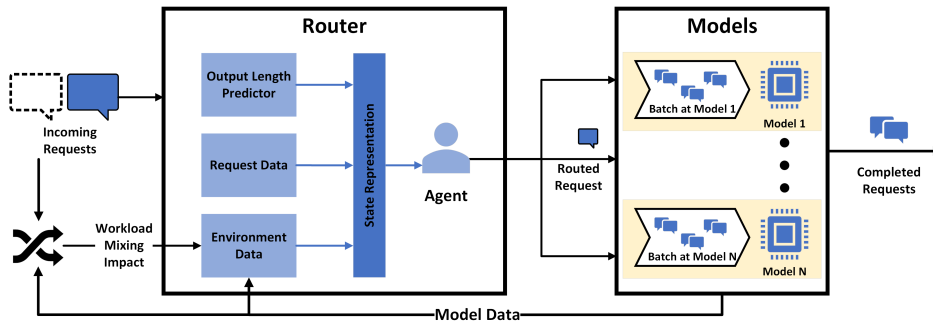 Router
Models
Incoming
Requests
Output Length
Predictor
Request Data
Environment
Data
State Representation
Agent
Workload
Mixing
Impact
Routed
Request
Batch at Model 1
Model 1
Batch at Model N
Model N
Completed
Requests
Model Data